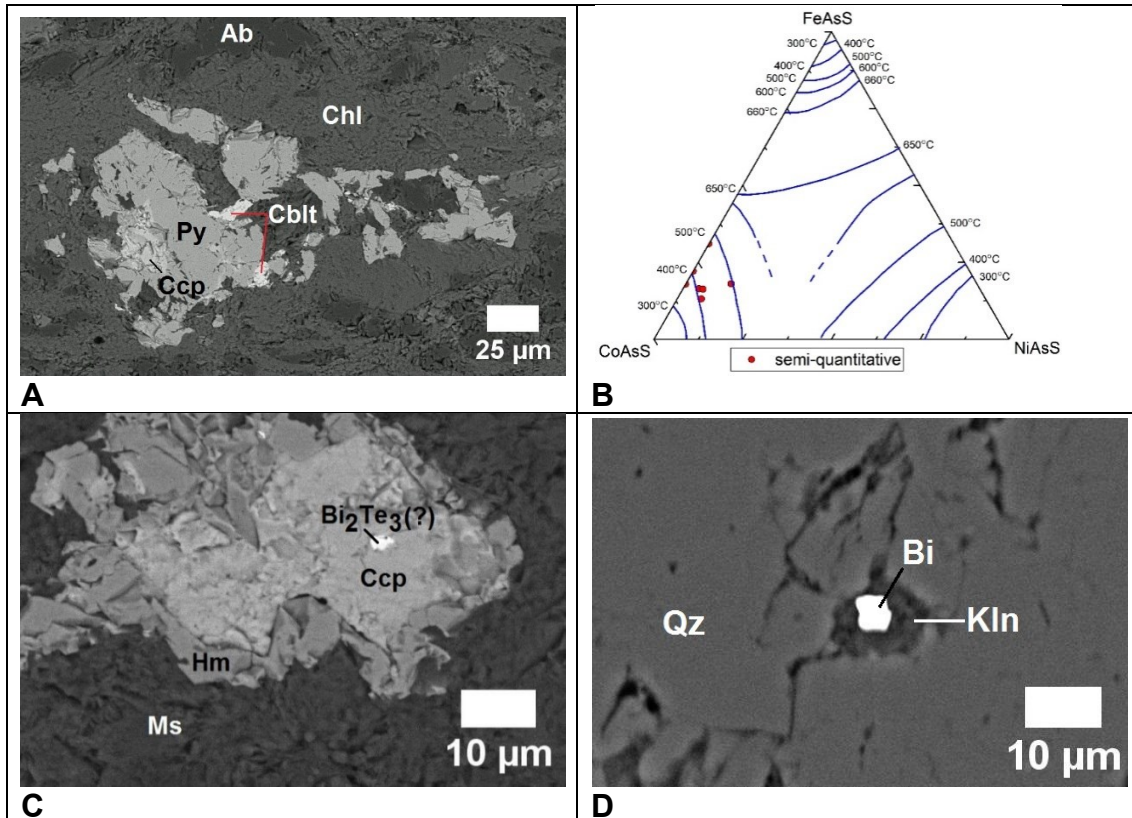 Ab
Chl
Cblt
Py
Ccp
25 µm
A
FeAsS
300°C
400°C
400°C
500°C
500°C
600°C
600°C
660°C
660°C
650°C
650°C
500°C
500°C
400°C
400°C
300°C
300°C
CoAsS
NiAsS
semi-quantitative
B
Bi2Te3(?)
Ccp
Hm
Ms
10 µm
C
Bi
Qz
Kln
10 µm
D